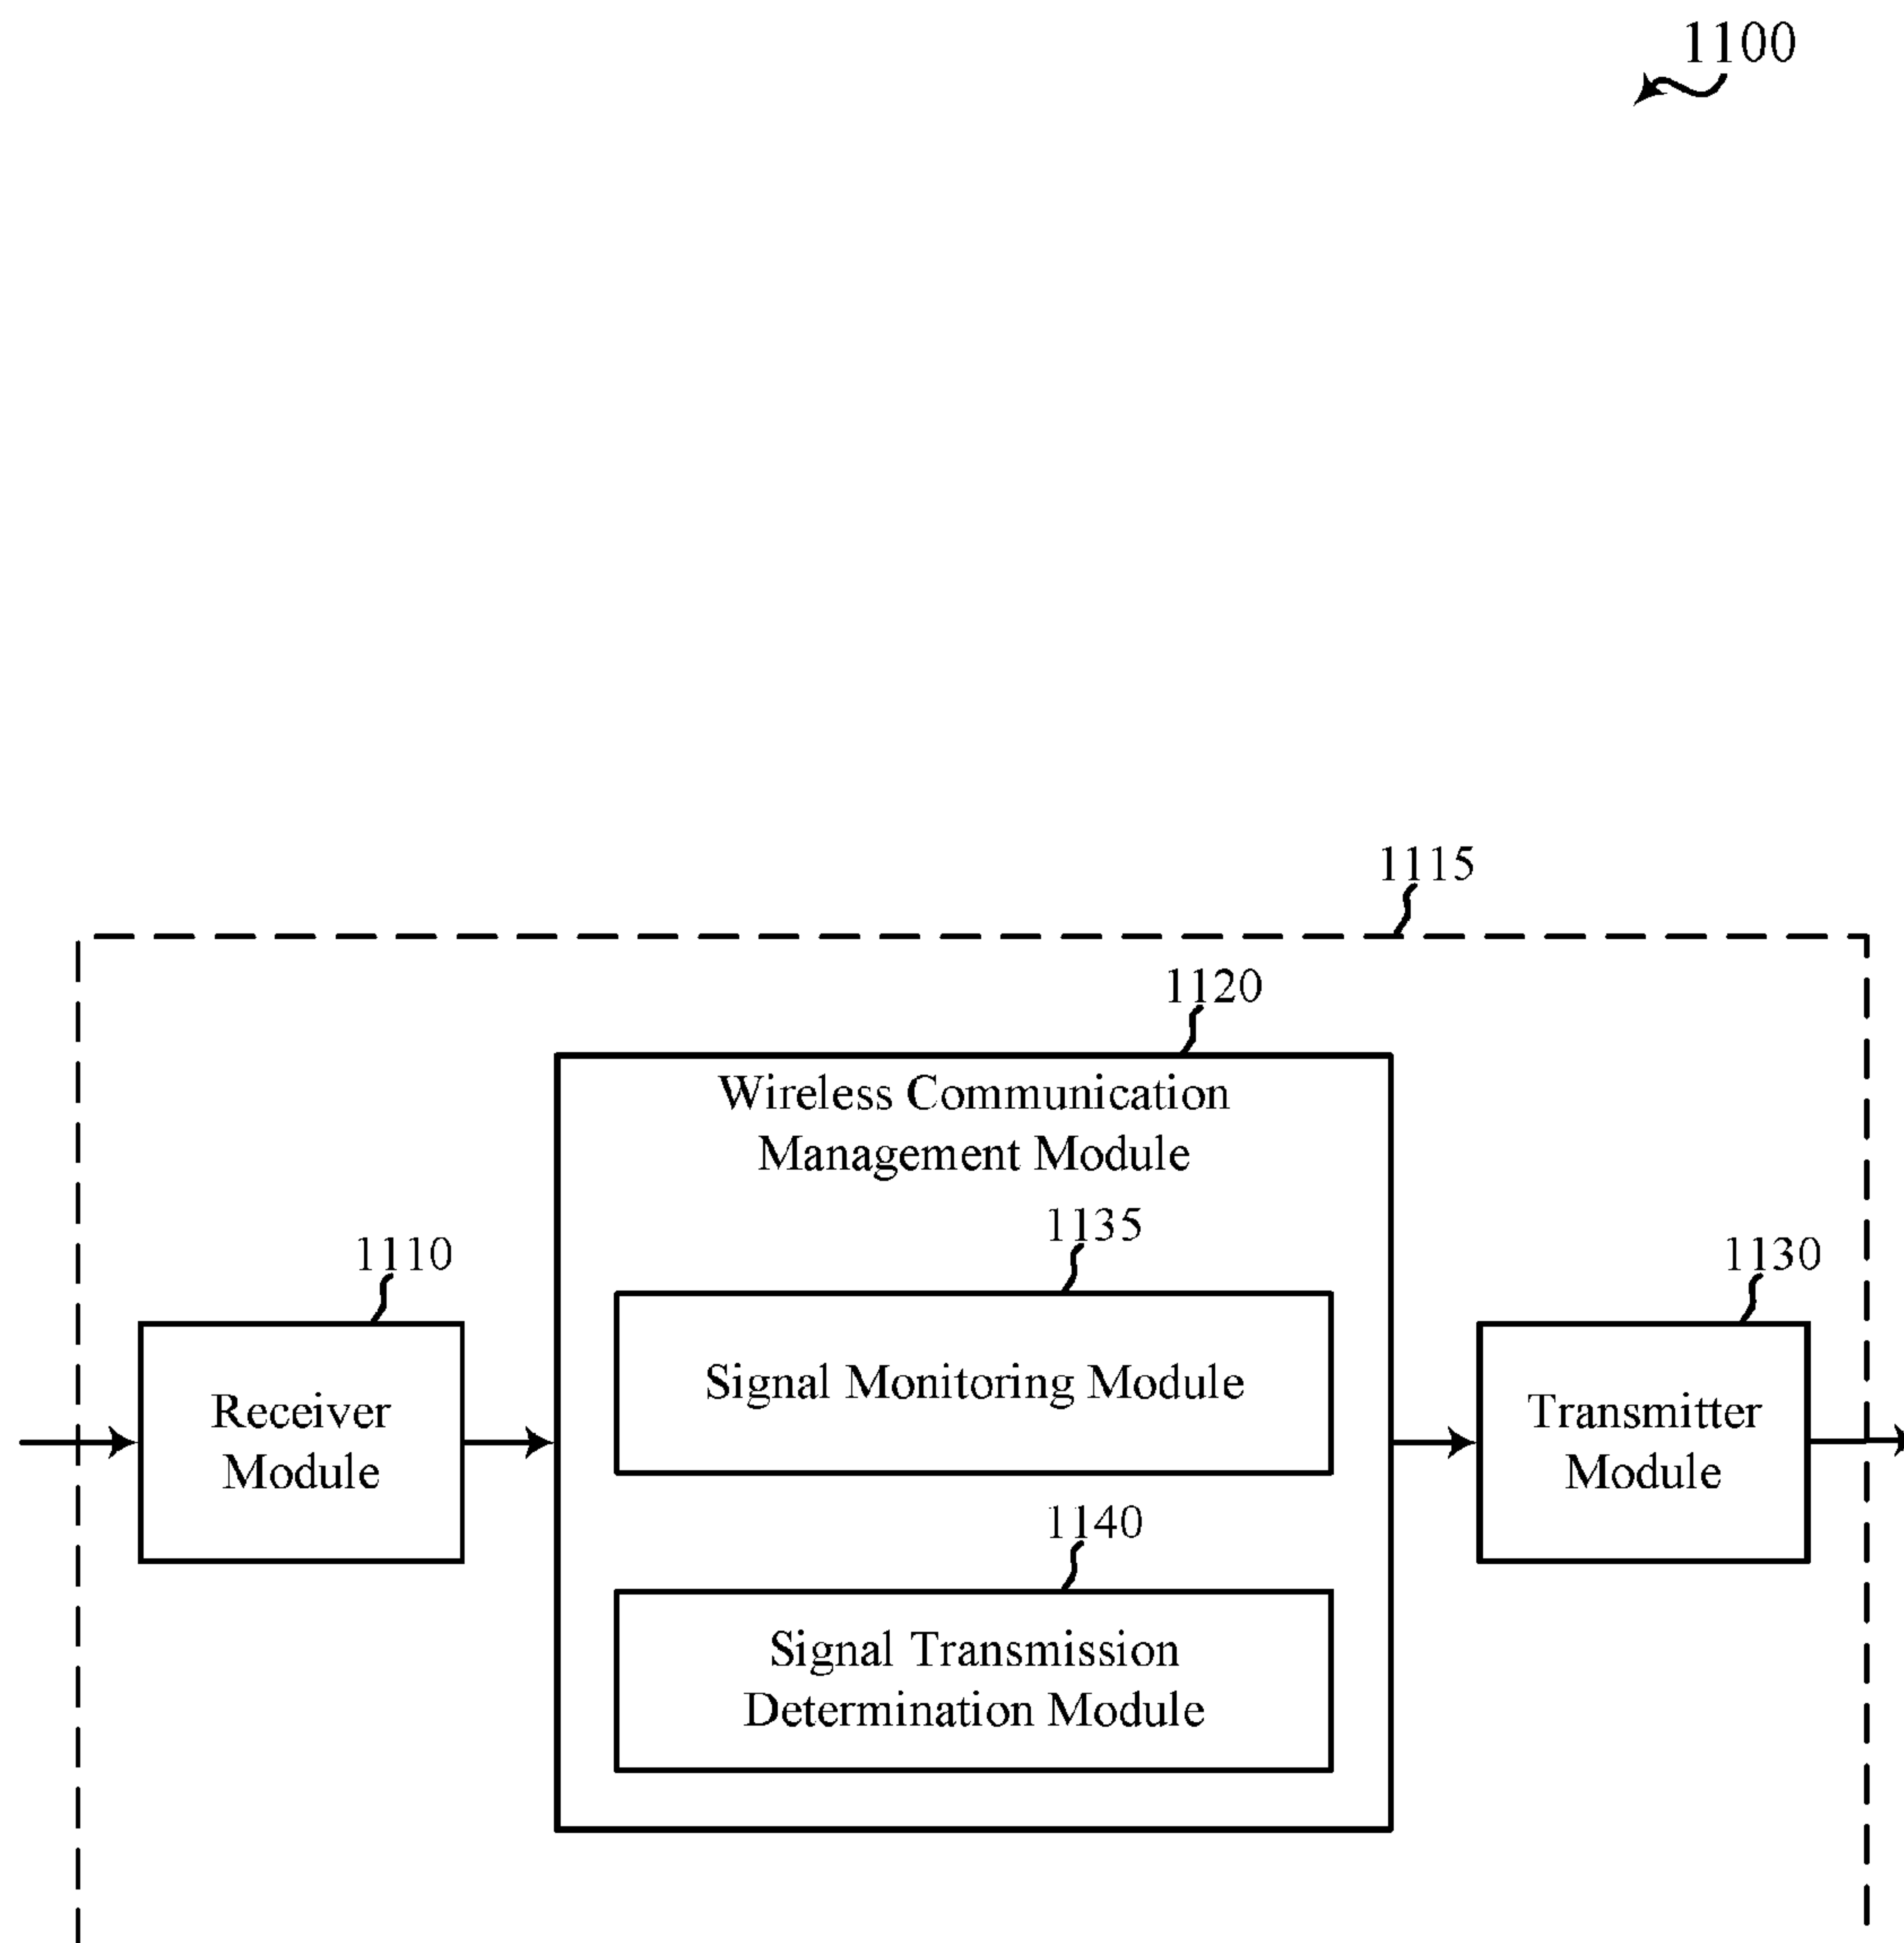 1100
1115
1120
Wireless Communication
Management Module
1135
1110
1130
Signal Monitoring Module
Receiver
Module
Transmitter
Module
1140
Signal Transmission
Determination Module